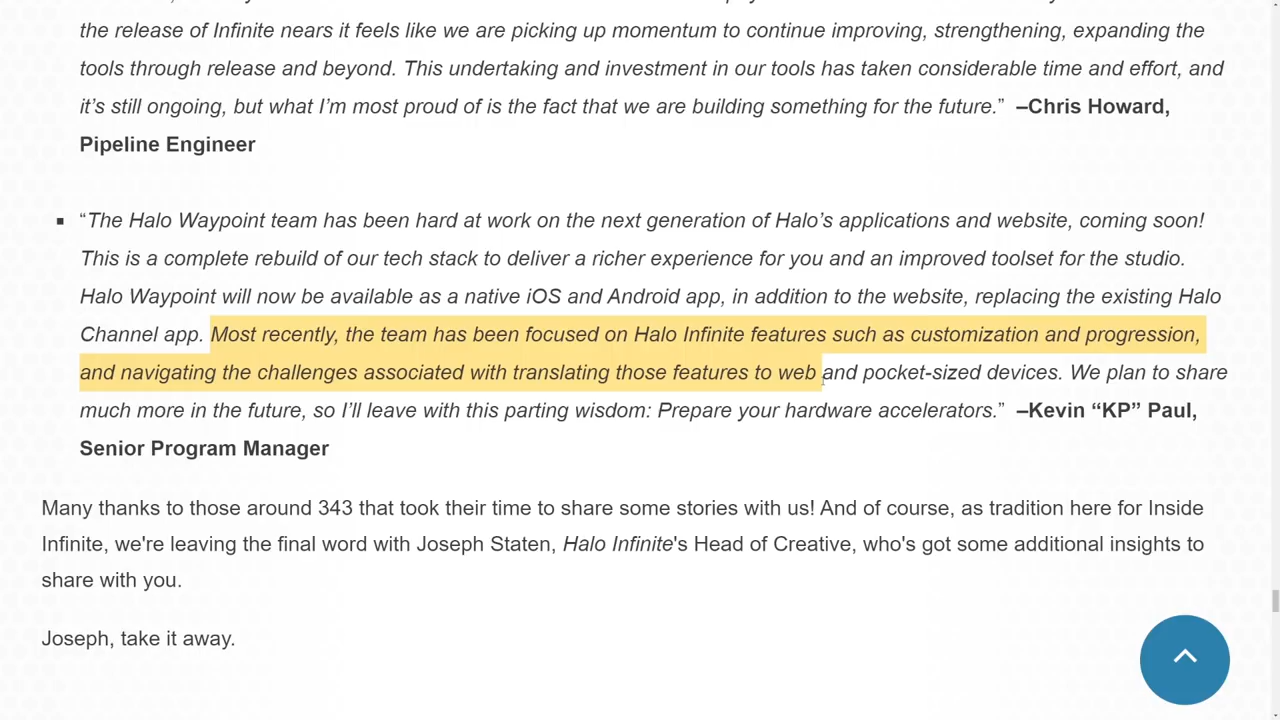 the release of Infinite nears it feels like we are picking up momentum to continue improving, strengthening, expanding the
tools through release and beyond. This undertaking and investment in our tools has taken considerable time and effort, and
it’s still ongoing, but what I’m most proud of is the fact that we are building something for the future.” –Chris Howard,
Pipeline Engineer
“The Halo Waypoint team has been hard at work on the next generation of Halo’s applications and website, coming soon!
This is a complete rebuild of our tech stack to deliver a richer experience for you and an improved toolset for the studio.
Halo Waypoint will now be available as a native iOS and Android app, in addition to the website, replacing the existing Halo
Channel app. Most recently, the team has been focused on Halo Infinite features such as customization and progression,
and navigating the challenges associated with translating those features to web and pocket-sized devices. We plan to share
much more in the future, so I’ll leave with this parting wisdom: Prepare your hardware accelerators.” –Kevin “KP” Paul,
Senior Program Manager
Many thanks to those around 343 that took their time to share some stories with us! And of course, as tradition here for Inside
Infinite, we're leaving the final word with Joseph Staten, Halo Infinite's Head of Creative, who's got some additional insights to
share with you.
Joseph, take it away.